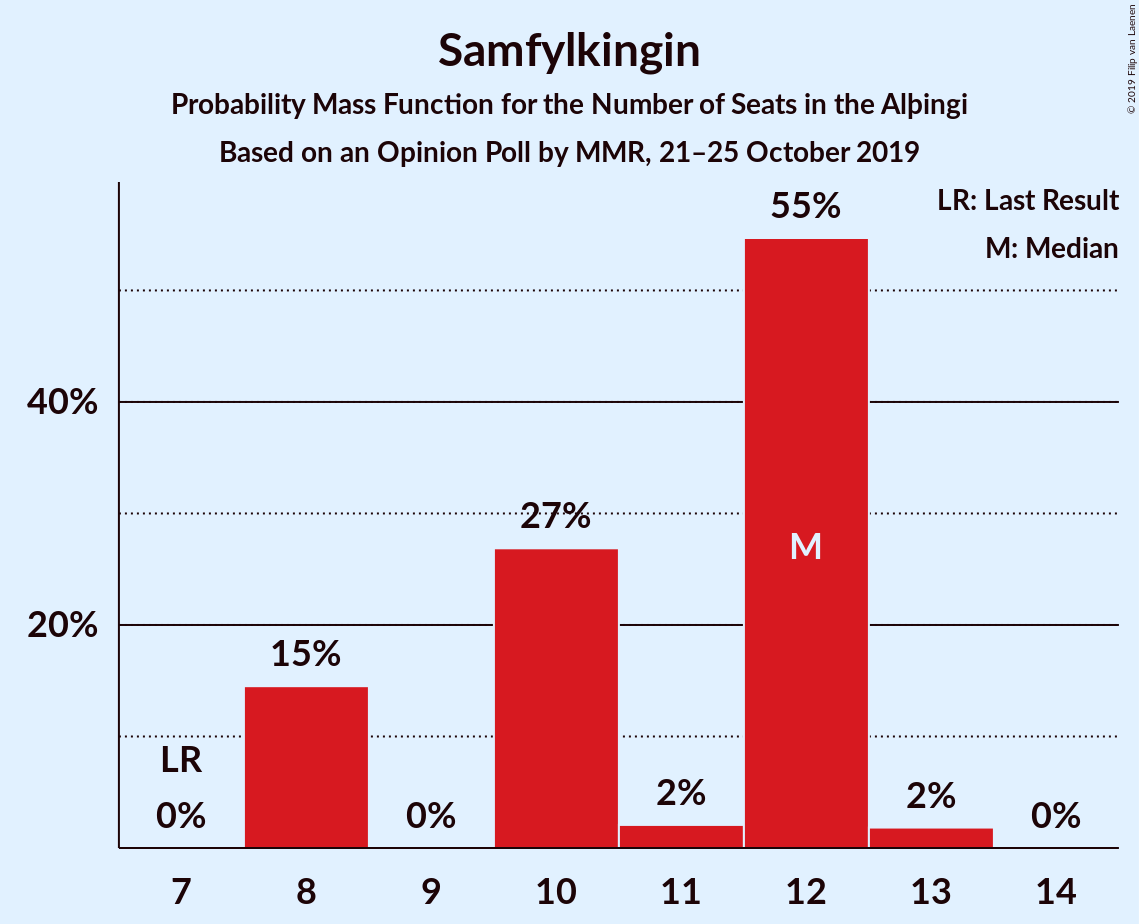 Samfylkingin
Probability Mass Function for the Number of Seats in the Alþingi
Based on an Opinion Poll by MMR, 21–25 October 2019
© 2019 Filip van Laenen
LR: Last Result
M: Median
55%
40%
27%
M
20%
15%
LR
0%
0%
2%
2%
0%
7 8 9 10 11 12 13 14